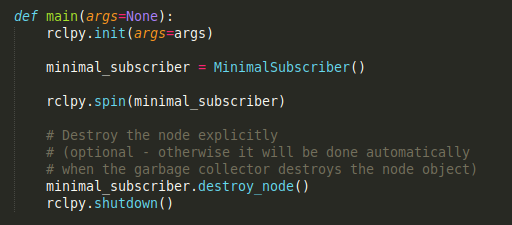 def main(args=None):
    rclpy.init(args=args)

    minimal_subscriber = MinimalSubscriber()

    rclpy.spin(minimal_subscriber)

    # Destroy the node explicitly
    # (optional - otherwise it will be done automatically
    # when the garbage collector destroys the node object)
    minimal_subscriber.destroy_node()
    rclpy.shutdown()